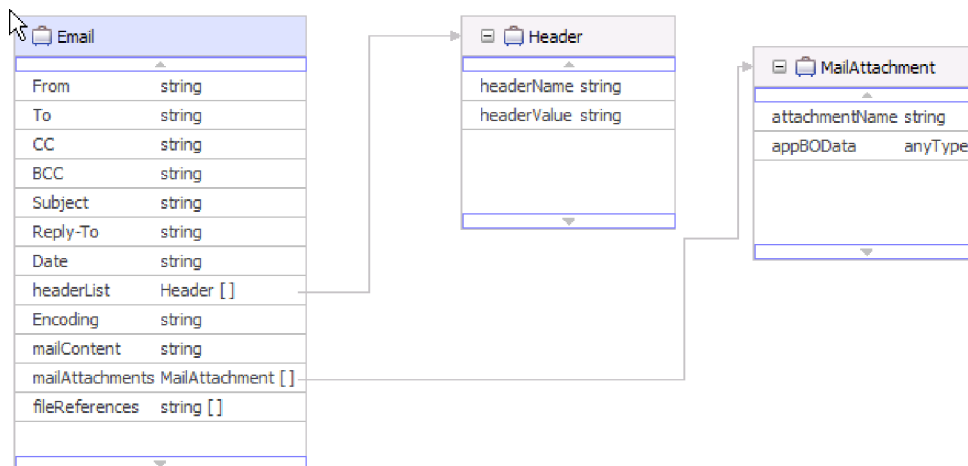 Email
From string
To string
CC string
BCC string
Subject string
Reply-To string
Date string
headerList Header [ ]
Encoding string
mailContent string
mailAttachments MailAttachment [ ]
fileReferences string [ ]
Header
headerName string
headerValue string
MailAttachment
attachmentName string
appBOData anyType